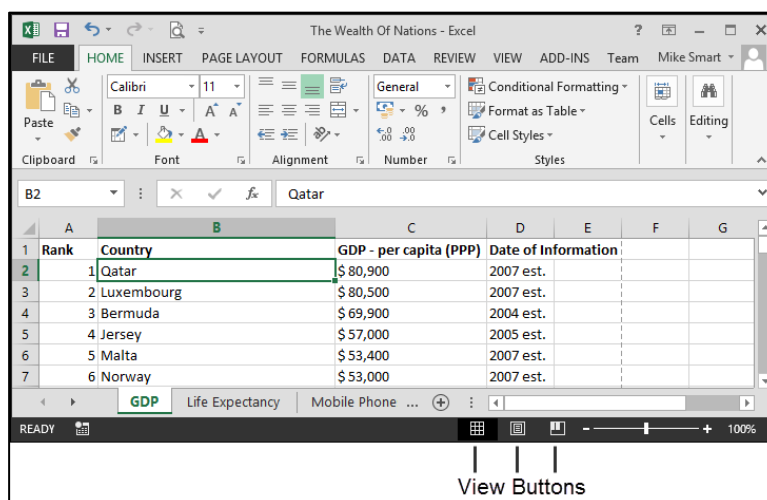 The Wealth Of Nations - Excel ?
FILE HOME INSERT PAGE LAYOUT FORMULAS DATA REVIEW VIEW ADD-INS Team Mike Smart
Calibri 11 General Conditional Formatting
Paste B I U A A % , Format as Table Cells Editing
A .00 .00 Cell Styles
Clipboard Font Alignment Number Styles
B2 fx Qatar
A B C D E F G
1 Rank Country GDP - per capita (PPP) Date of Information
2 1 Qatar $ 80,900 2007 est.
3 2 Luxembourg $ 80,500 2007 est.
4 3 Bermuda $ 69,900 2004 est.
5 4 Jersey $ 57,000 2005 est.
6 5 Malta $ 53,400 2007 est.
7 6 Norway $ 53,000 2007 est.
GDP Life Expectancy Mobile Phone ...
READY 100%
View Buttons